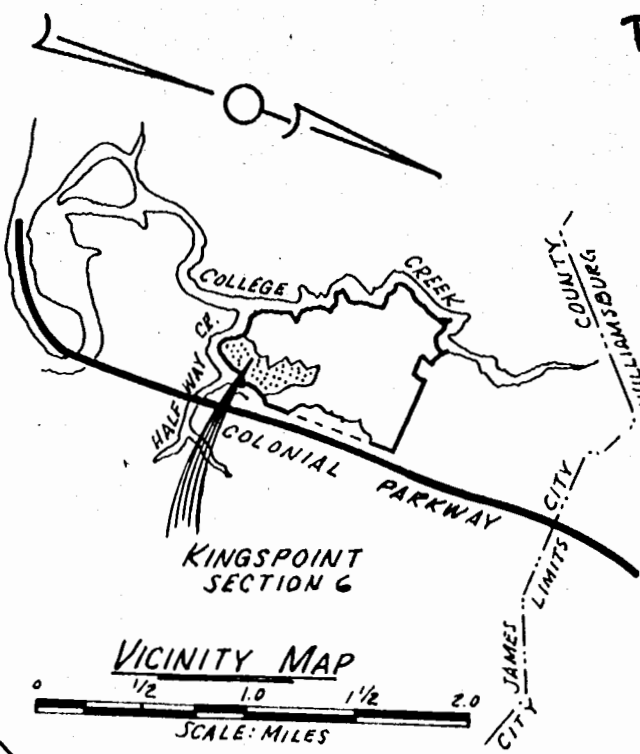 COLLEGE
CREEK
COUNTY
WILLIAMSBURG
HALF WAY CR.
COLONIAL PARKWAY
JAMES CITY
CITY LIMITS
KINGSPOINT
SECTION 6
VICINITY MAP
0 1/2 1.0 1 1/2 2.0
SCALE: MILES